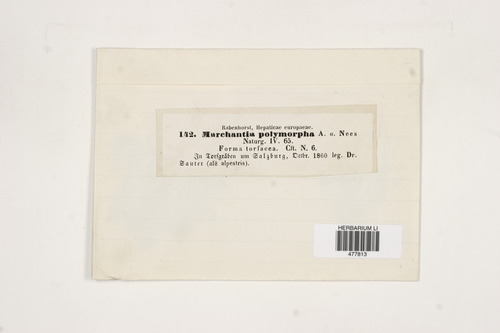 Rabenhorst, Hepaticae europaeae.
142. Marchantia polymorpha A. u. Nees
Naturg. IV. 65.
Forma torfacea. Cfr. N. 6.
In Torfgräben um Salzburg, Octbr. 1860 leg. Dr.
Sauter (als alpestris).
HERBARIUM LI
477813